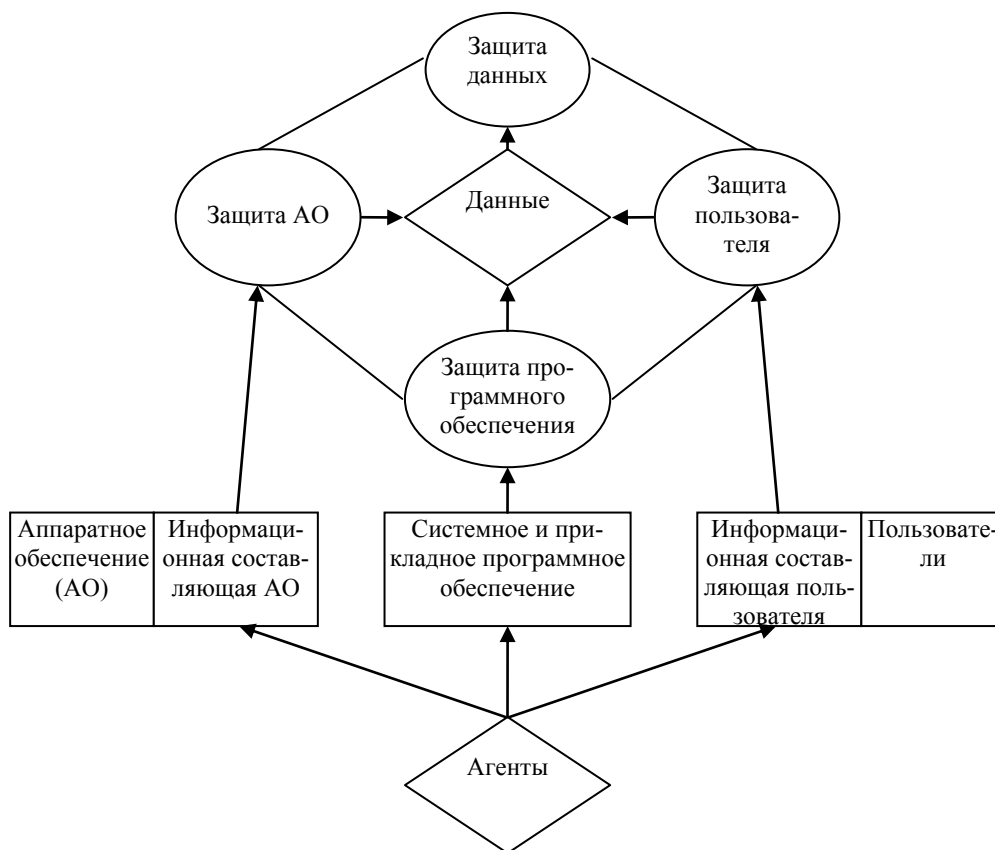 Защита
данных
Защита АО
Данные
Защита
пользова-
теля
Защита про-
граммного
обеспечения
Аппаратное
обеспечение
(АО)
Информаци-
онная состав-
ляющая АО
Системное и при-
кладное программное
обеспечение
Информаци-
онная состав-
ляющая поль-
зователя
Пользовате-
ли
Агенты